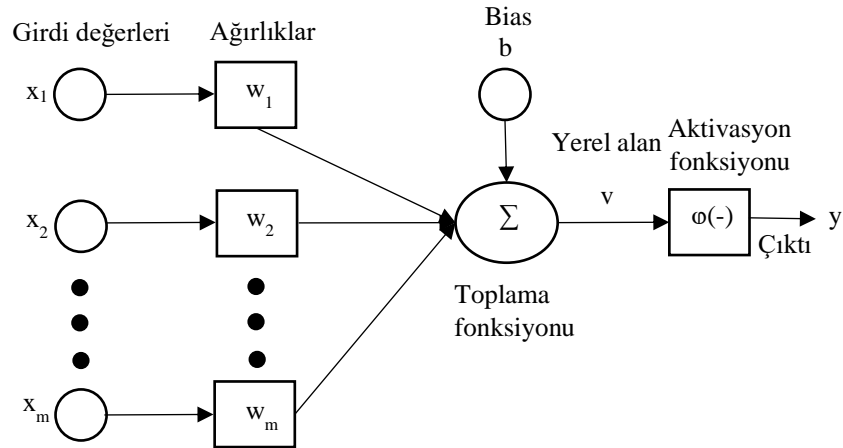 Girdi değerleri
Ağırlıklar
Bias
b
x₁
w₁
Yerel alan
Aktivasyon
fonksiyonu
x₂
w₂
Σ
v
φ(-)
y
Çıktı
Toplama
fonksiyonu
xₘ
wₘ